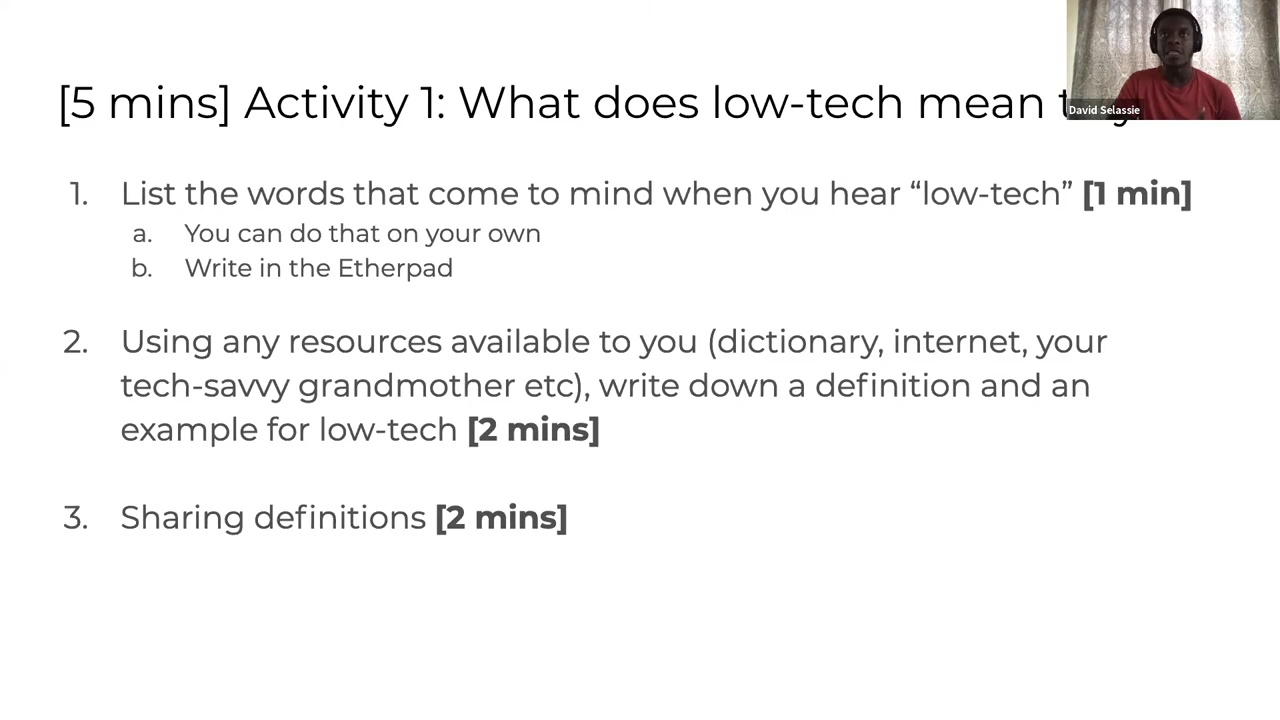 [5 mins] Activity 1: What does low-tech mean
David Selassie
1. List the words that come to mind when you hear “low-tech” [1 min]
a. You can do that on your own
b. Write in the Etherpad
2. Using any resources available to you (dictionary, internet, your
tech-savvy grandmother etc), write down a definition and an
example for low-tech [2 mins]
3. Sharing definitions [2 mins]